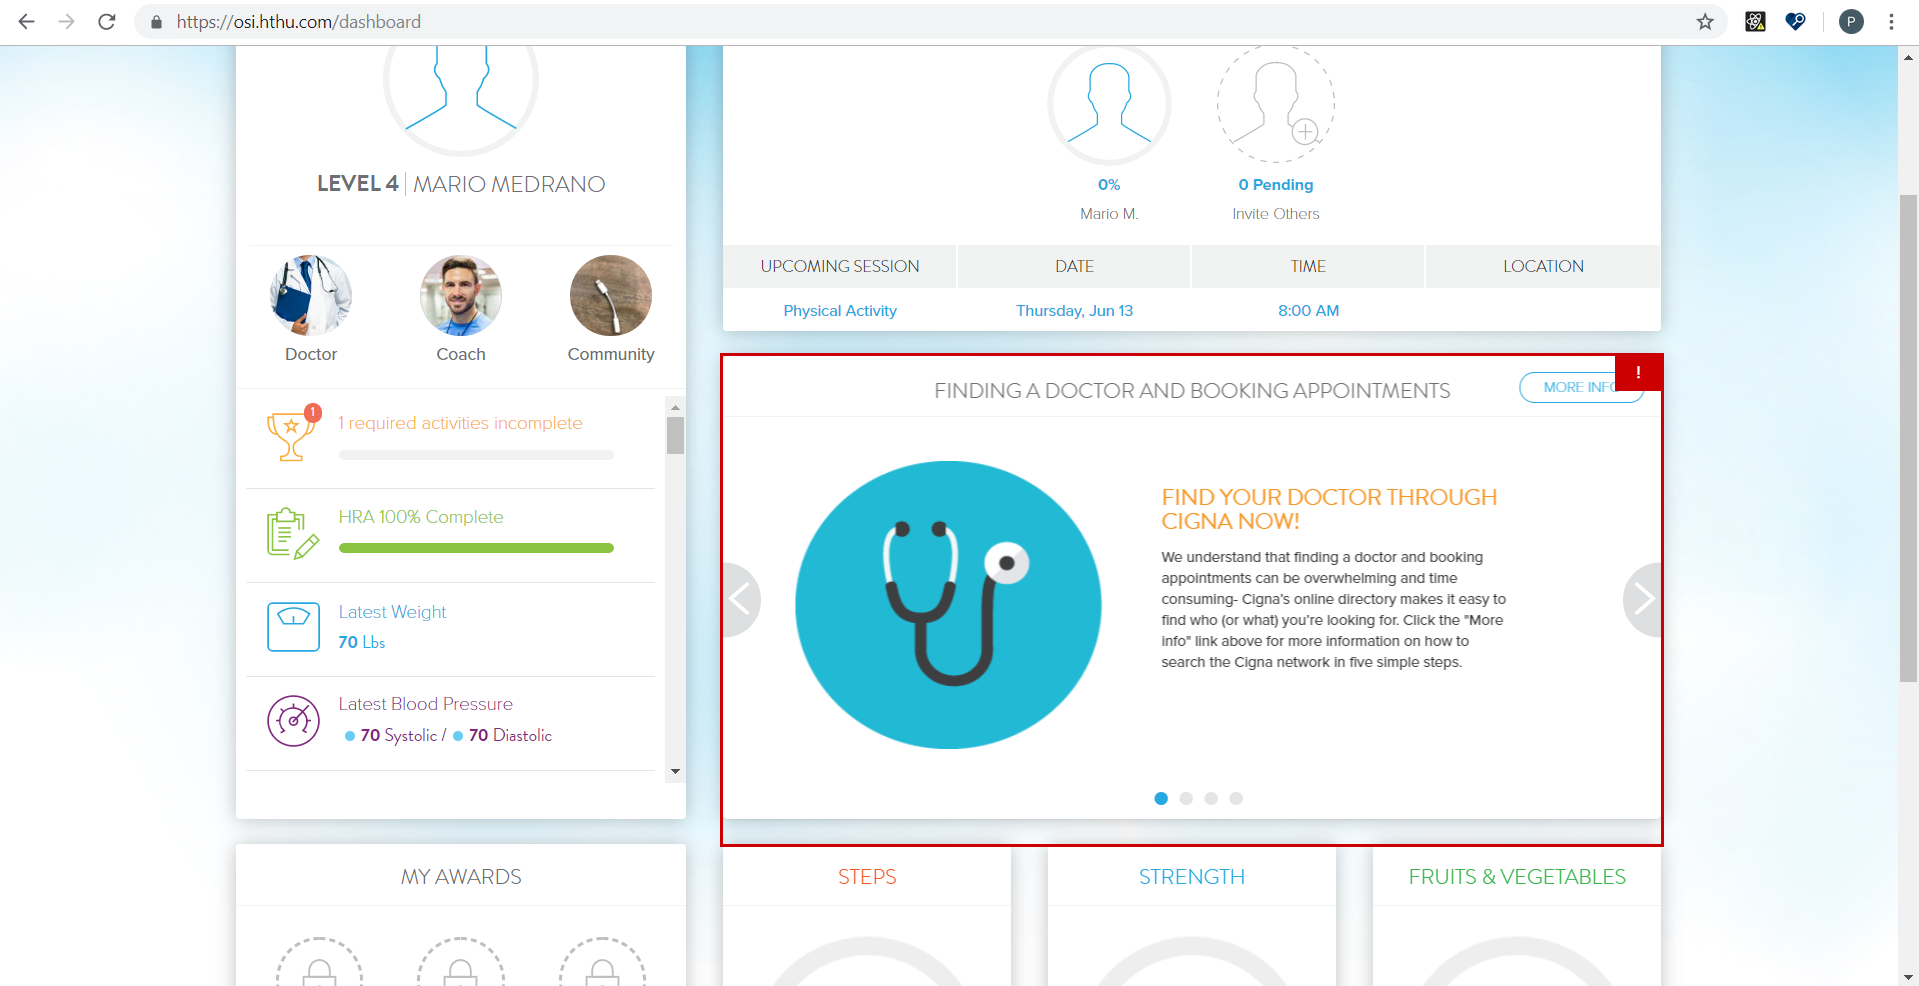 https://osi.hthu.com/dashboard
P
LEVEL 4 | MARIO MEDRANO
Doctor
Coach
Community
1
1 required activities incomplete
HRA 100% Complete
Latest Weight
70 Lbs
Latest Blood Pressure
70 Systolic / 70 Diastolic
MY AWARDS
0%
Mario M.
0 Pending
Invite Others
UPCOMING SESSION
DATE
TIME
LOCATION
Physical Activity
Thursday, Jun 13
8:00 AM
FINDING A DOCTOR AND BOOKING APPOINTMENTS
MORE INFO
!
FIND YOUR DOCTOR THROUGH
CIGNA NOW!
We understand that finding a doctor and booking
appointments can be overwhelming and time
consuming- Cigna's online directory makes it easy to
find who (or what) you're looking for. Click the "More
info" link above for more information on how to
search the Cigna network in five simple steps.
STEPS
STRENGTH
FRUITS & VEGETABLES